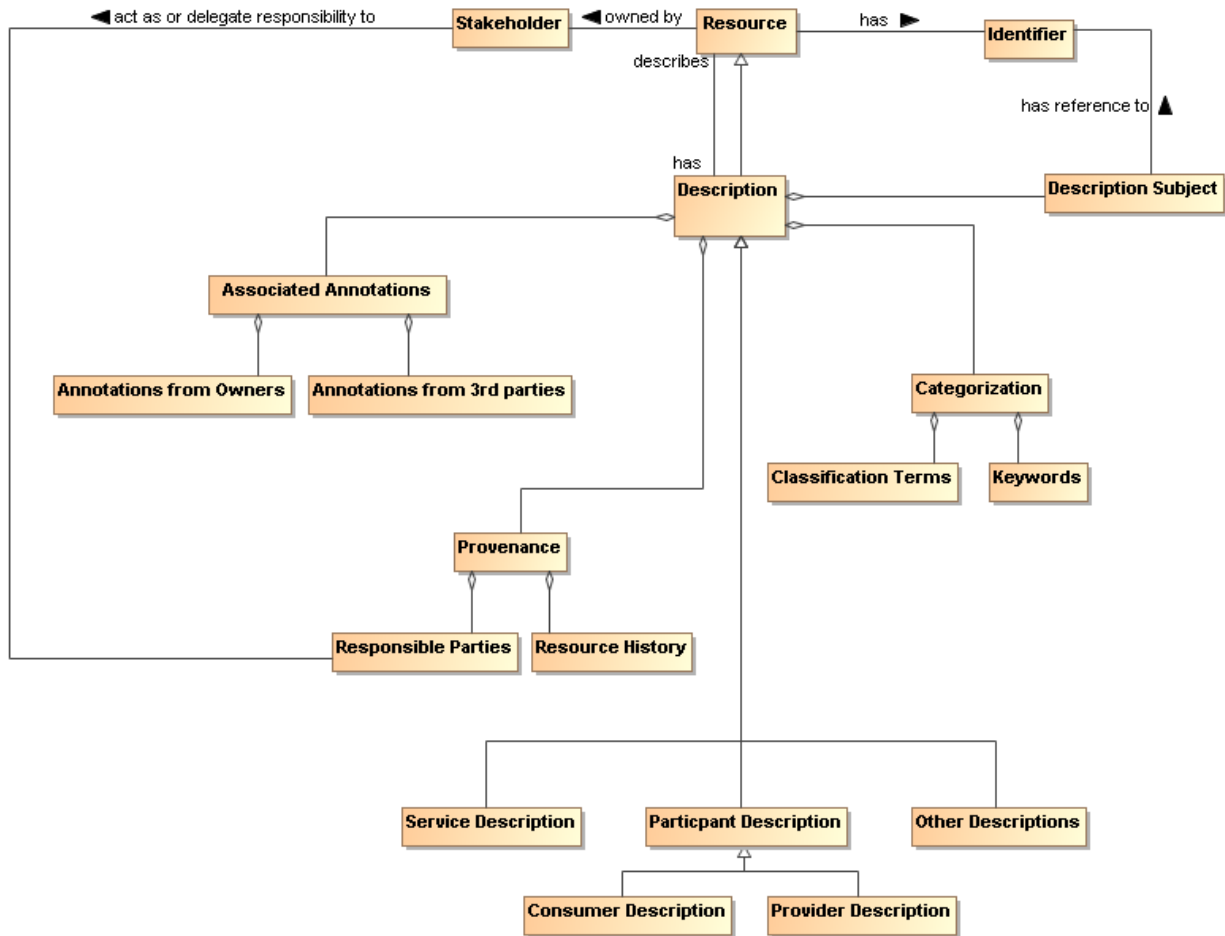 act as or delegate responsibility to
Stakeholder
owned by
Resource
has
Identifier
describes
has reference to
has
Description
Description Subject
Associated Annotations
Annotations from Owners
Annotations from 3rd parties
Categorization
Classification Terms
Keywords
Provenance
Responsible Parties
Resource History
Service Description
Particpant Description
Other Descriptions
Consumer Description
Provider Description